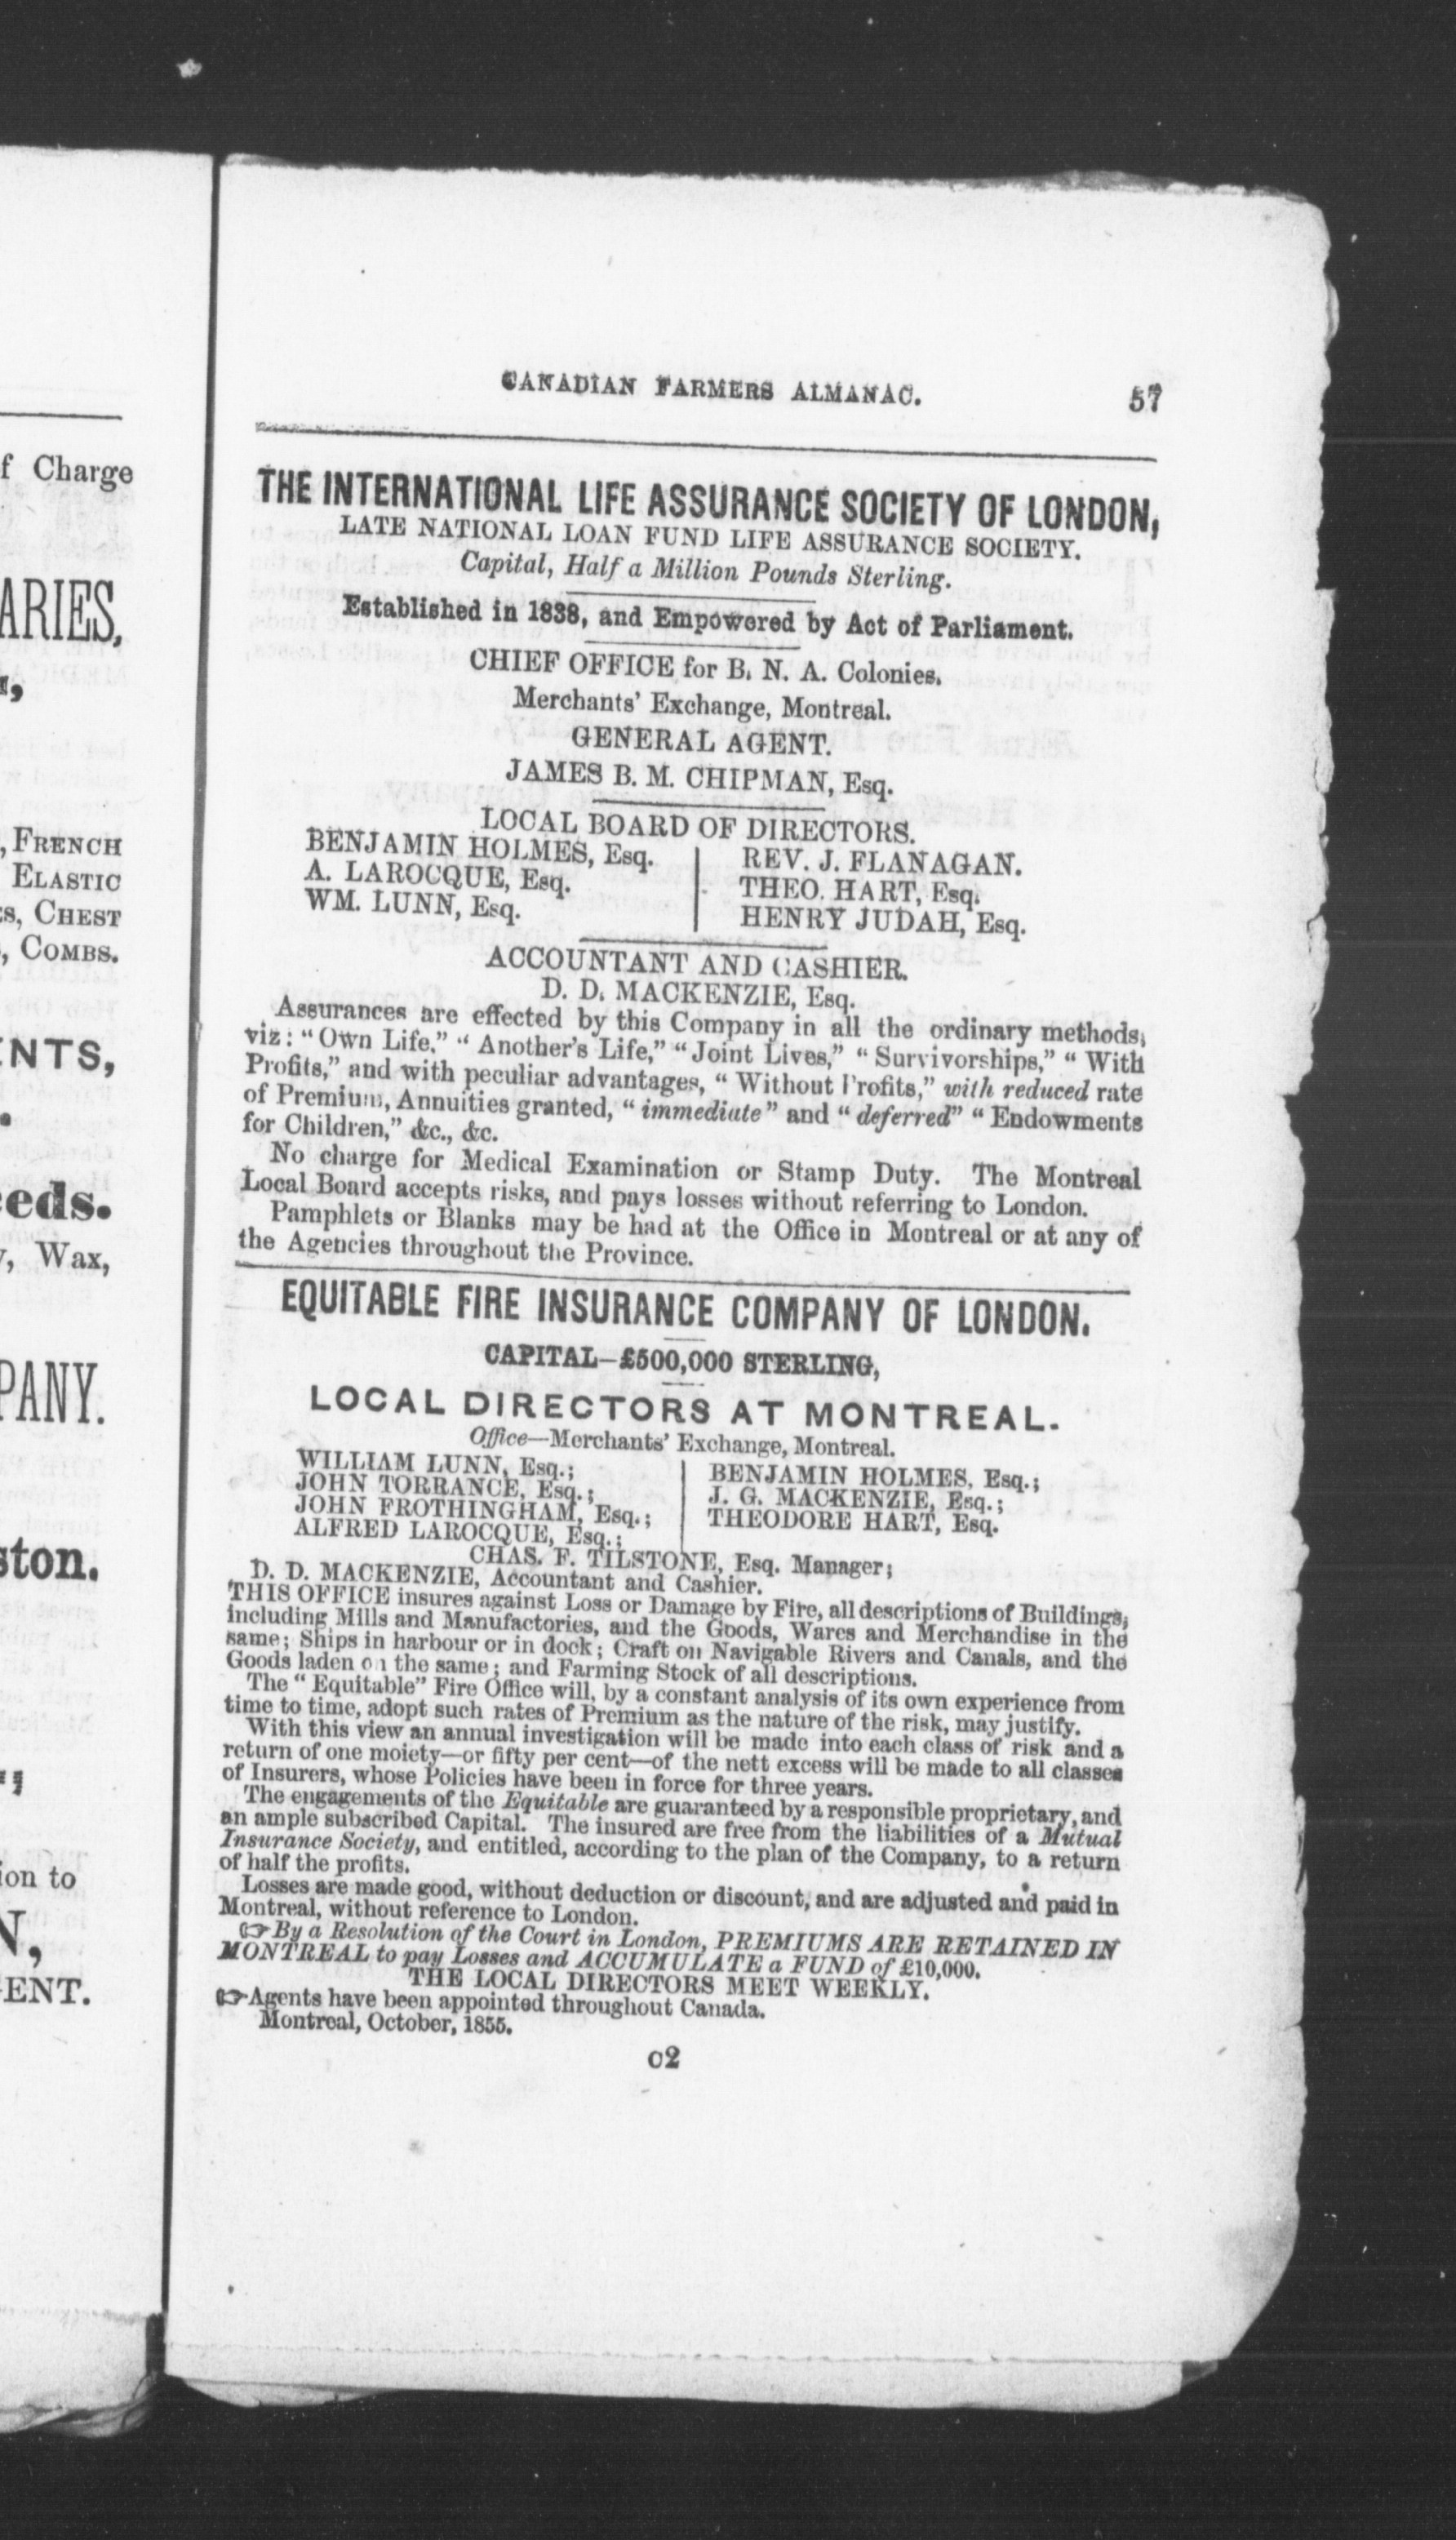 f Charge
ARIES,
, FRENCH
ELASTIC
s, CHEST
, COMBS.
ENTS,
eeds.
, Wax,
PANY.
ston.
ion to
N,
ENT.
CANADIAN FARMERS ALMANAC. 57
THE INTERNATIONAL LIFE ASSURANCE SOCIETY OF LONDON,
LATE NATIONAL LOAN FUND LIFE ASSURANCE SOCIETY.
Capital, Half a Million Pounds Sterling.
Established in 1838, and Empowered by Act of Parliament.
CHIEF OFFICE for B. N. A. Colonies.
Merchants' Exchange, Montreal.
GENERAL AGENT.
JAMES B. M. CHIPMAN, Esq.
LOCAL BOARD OF DIRECTORS.
BENJAMIN HOLMES, Esq.
A. LAROCQUE, Esq.
WM. LUNN, Esq.
REV. J. FLANAGAN.
THEO. HART, Esq.
HENRY JUDAH, Esq.
ACCOUNTANT AND CASHIER.
D. D. MACKENZIE, Esq.
Assurances are effected by this Company in all the ordinary methods,
viz: "Own Life," "Another's Life," "Joint Lives," "Survivorships," "With
Profits," and with peculiar advantages, "Without Profits," with reduced rate
of Premium, Annuities granted, "immediate" and "deferred" "Endowments
for Children," &c., &c.
No charge for Medical Examination or Stamp Duty. The Montreal
Local Board accepts risks, and pays losses without referring to London.
Pamphlets or Blanks may be had at the Office in Montreal or at any of
the Agencies throughout the Province.
EQUITABLE FIRE INSURANCE COMPANY OF LONDON.
CAPITAL–£500,000 STERLING,
LOCAL DIRECTORS AT MONTREAL.
Office—Merchants' Exchange, Montreal.
WILLIAM LUNN, Esq.;
JOHN TORRANCE, Esq.;
JOHN FROTHINGHAM, Esq.;
ALFRED LAROCQUE, Esq.;
BENJAMIN HOLMES, Esq.;
J. G. MACKENZIE, Esq.;
THEODORE HART, Esq.
CHAS. F. TILSTONE, Esq. Manager;
D. D. MACKENZIE, Accountant and Cashier.
THIS OFFICE insures against Loss or Damage by Fire, all descriptions of Buildings,
including Mills and Manufactories, and the Goods, Wares and Merchandise in the
same; Ships in harbour or in dock; Craft on Navigable Rivers and Canals, and the
Goods laden on the same; and Farming Stock of all descriptions.
The "Equitable" Fire Office will, by a constant analysis of its own experience from
time to time, adopt such rates of Premium as the nature of the risk, may justify.
With this view an annual investigation will be made into each class of risk and a
return of one moiety—or fifty per cent—of the nett excess will be made to all classes
of Insurers, whose Policies have been in force for three years.
The engagements of the Equitable are guaranteed by a responsible proprietary, and
an ample subscribed Capital. The insured are free from the liabilities of a Mutual
Insurance Society, and entitled, according to the plan of the Company, to a return
of half the profits.
Losses are made good, without deduction or discount, and are adjusted and paid in
Montreal, without reference to London.
☞ By a Resolution of the Court in London, PREMIUMS ARE RETAINED IN
MONTREAL to pay Losses and ACCUMULATE a FUND of £10,000.
THE LOCAL DIRECTORS MEET WEEKLY.
☞ Agents have been appointed throughout Canada.
Montreal, October, 1855.
C2